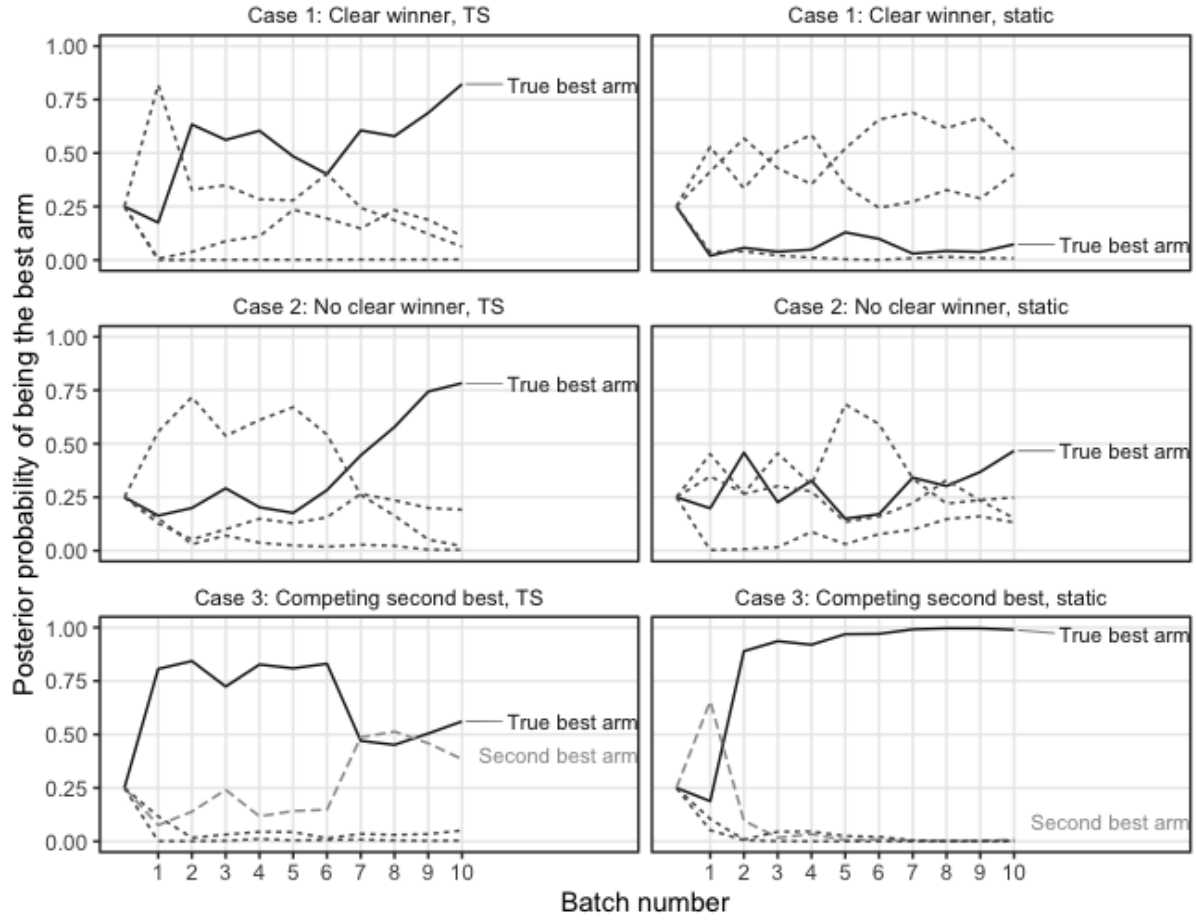 Case 1: Clear winner, TS
Case 1: Clear winner, static
1.00
0.75
0.50
0.25
0.00
True best arm
True best arm
Case 2: No clear winner, TS
Case 2: No clear winner, static
1.00
0.75
0.50
0.25
0.00
True best arm
True best arm
Case 3: Competing second best, TS
Case 3: Competing second best, static
1.00
0.75
0.50
0.25
0.00
True best arm
Second best arm
True best arm
Second best arm
1 2 3 4 5 6 7 8 9 10
1 2 3 4 5 6 7 8 9 10
Batch number
Posterior probability of being the best arm